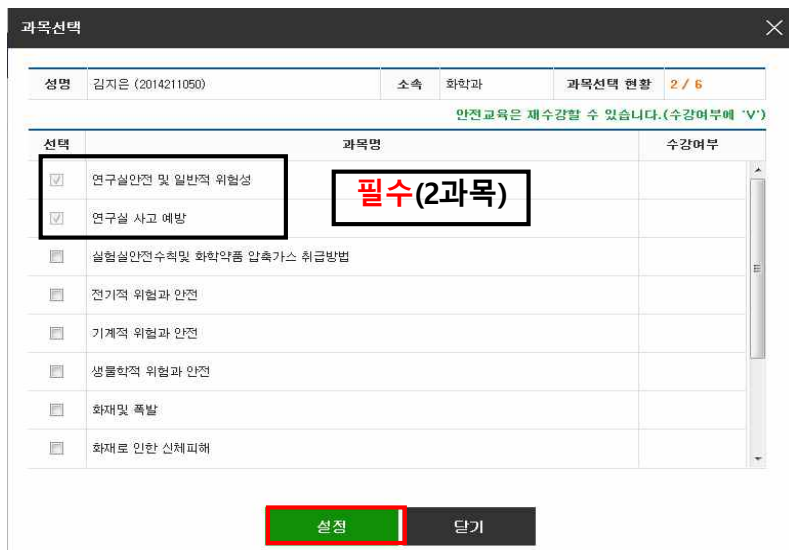 과목선택
성명 김지은 (2014211050) 소속 화학과 과목선택 현황 2 / 6
안전교육은 재수강할 수 있습니다.(수강여부에 'V')
선택 과목명 수강여부
연구실안전 및 일반적 위험성
필수(2과목)
연구실 사고 예방
실험실안전수칙및 화학약품 압축가스 취급방법
전기적 위험과 안전
기계적 위험과 안전
생물학적 위험과 안전
화재및 폭발
화재로 인한 신체피해
설정 닫기